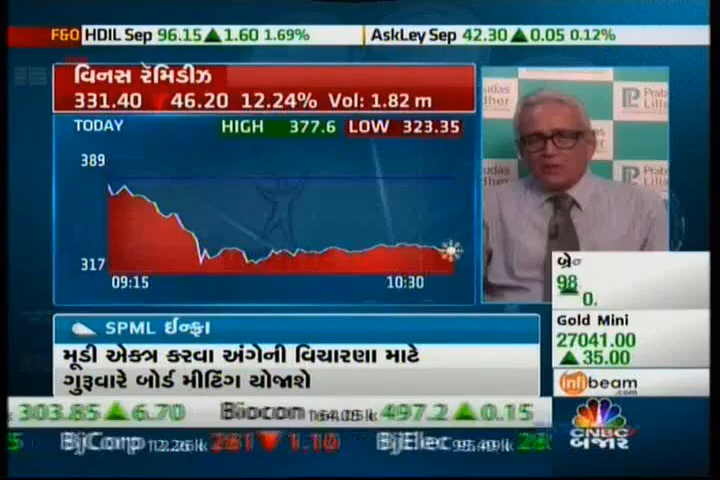 F&O HDIL Sep 96.15 ▲ 1.60 1.69% AskLey Sep 42.30 ▲ 0.05 0.12%
વિનસ રૅમિડીઝ
331.40 ▼ 46.20 12.24% Vol: 1.82 m
TODAY HIGH 377.6 LOW 323.35
389
317
09:15 10:30
Prabhudas
Lilladher
98
0.
Gold Mini
27041.00
▲ 35.00
infibeam
.com
SPML ઈન્ફ્રા
મૂડી એકત્ર કરવા અંગેની વિચારણા માટે
ગુરૂવારે બોર્ડ મીટિંગ યોજાશે
303.85 ▲ 6.70 Biocon 497.2 ▲ 0.15
BjCorp 281 ▼ 1.10 BjElec
CNBC
બજાર